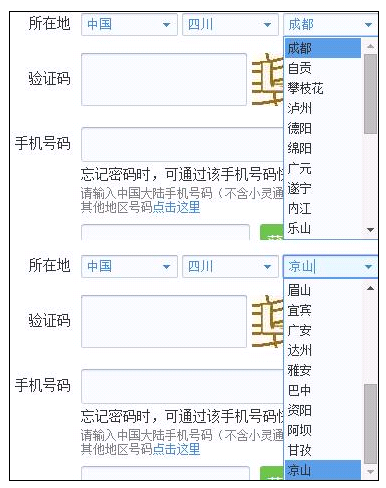 所在地 中国 四川 成都
成都
自贡
验证码
攀枝花
泸州
德阳
绵阳
手机号码
广元
忘记密码时，可通过该手机号码快
遂宁
请输入中国大陆手机号码（不含小灵通
内江
其他地区号码点击这里
乐山
所在地 中国 四川 凉山
眉山
宜宾
验证码
广安
达州
雅安
巴中
手机号码
资阳
忘记密码时，可通过该手机号码快
阿坝
请输入中国大陆手机号码（不含小灵通
甘孜
其他地区号码点击这里
凉山